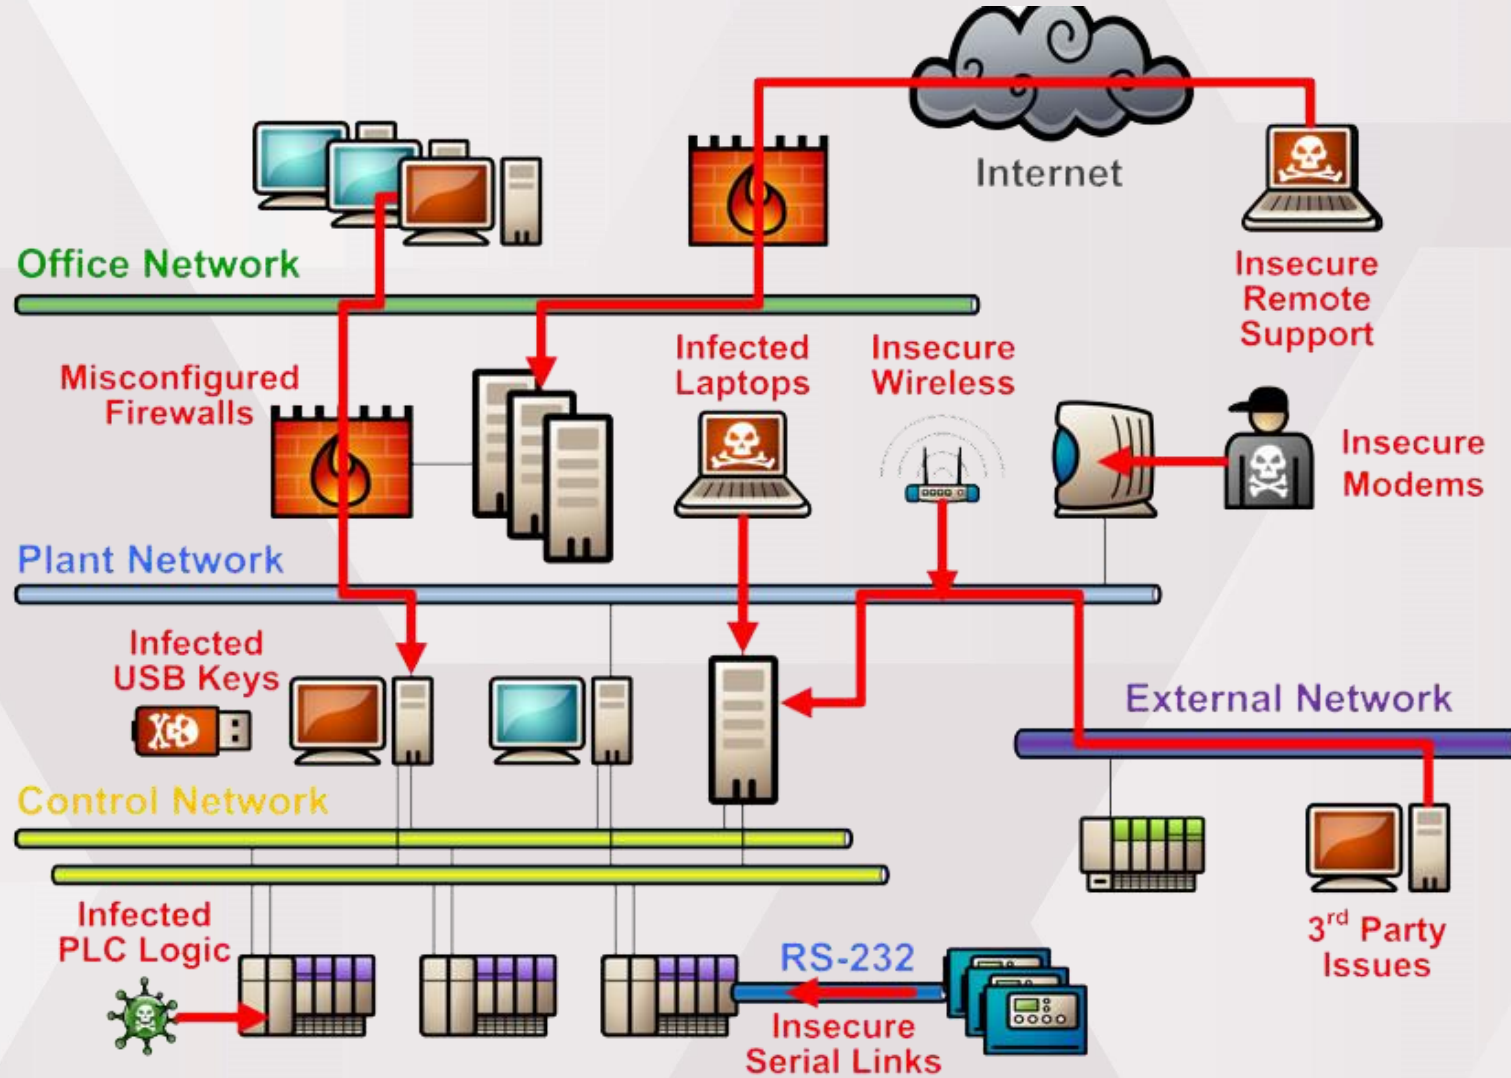 Internet
Insecure
Remote
Support
Office Network
Misconfigured
Firewalls
Infected
Laptops
Insecure
Wireless
Insecure
Modems
Plant Network
Infected
USB Keys
External Network
Control Network
Infected
PLC Logic
RS-232
Insecure
Serial Links
3rd Party
Issues